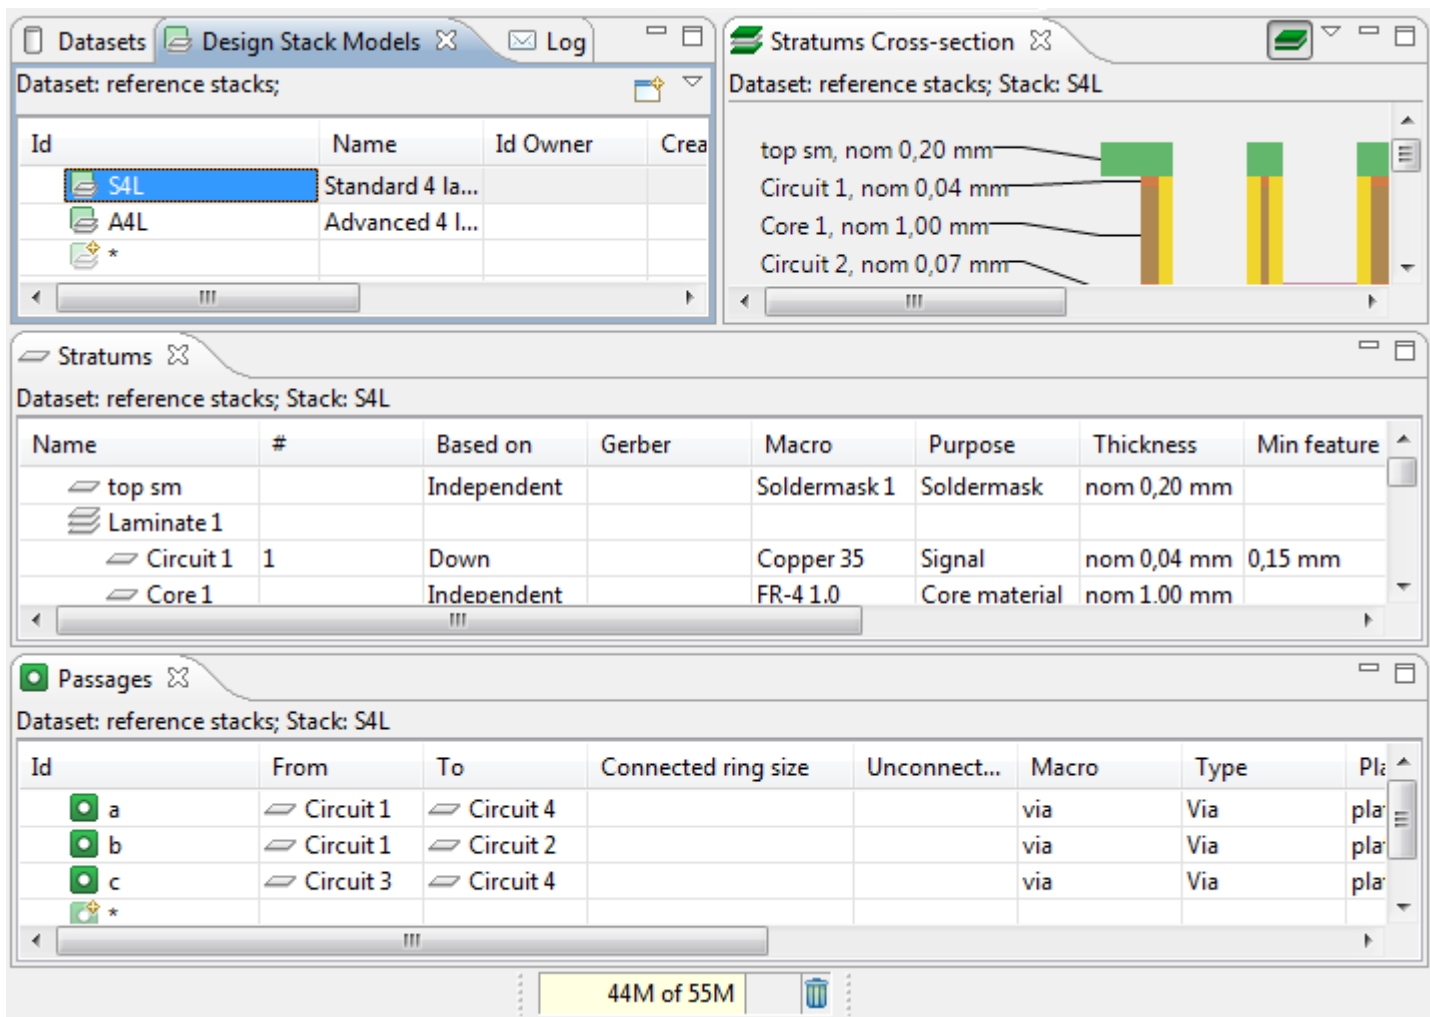 Datasets Design Stack Models Log
Dataset: reference stacks;
Id Name Id Owner Crea
S4L Standard 4 la...
A4L Advanced 4 l...
*
Stratums Cross-section
Dataset: reference stacks; Stack: S4L
top sm, nom 0,20 mm
Circuit 1, nom 0,04 mm
Core 1, nom 1,00 mm
Circuit 2, nom 0,07 mm
Stratums
Dataset: reference stacks; Stack: S4L
Name # Based on Gerber Macro Purpose Thickness Min feature
top sm Independent Soldermask 1 Soldermask nom 0,20 mm
Laminate 1
Circuit 1 1 Down Copper 35 Signal nom 0,04 mm 0,15 mm
Core 1 Independent FR-4 1.0 Core material nom 1,00 mm
Passages
Dataset: reference stacks; Stack: S4L
Id From To Connected ring size Unconnect... Macro Type Pla
a Circuit 1 Circuit 4 via Via pla
b Circuit 1 Circuit 2 via Via pla
c Circuit 3 Circuit 4 via Via pla
*
44M of 55M